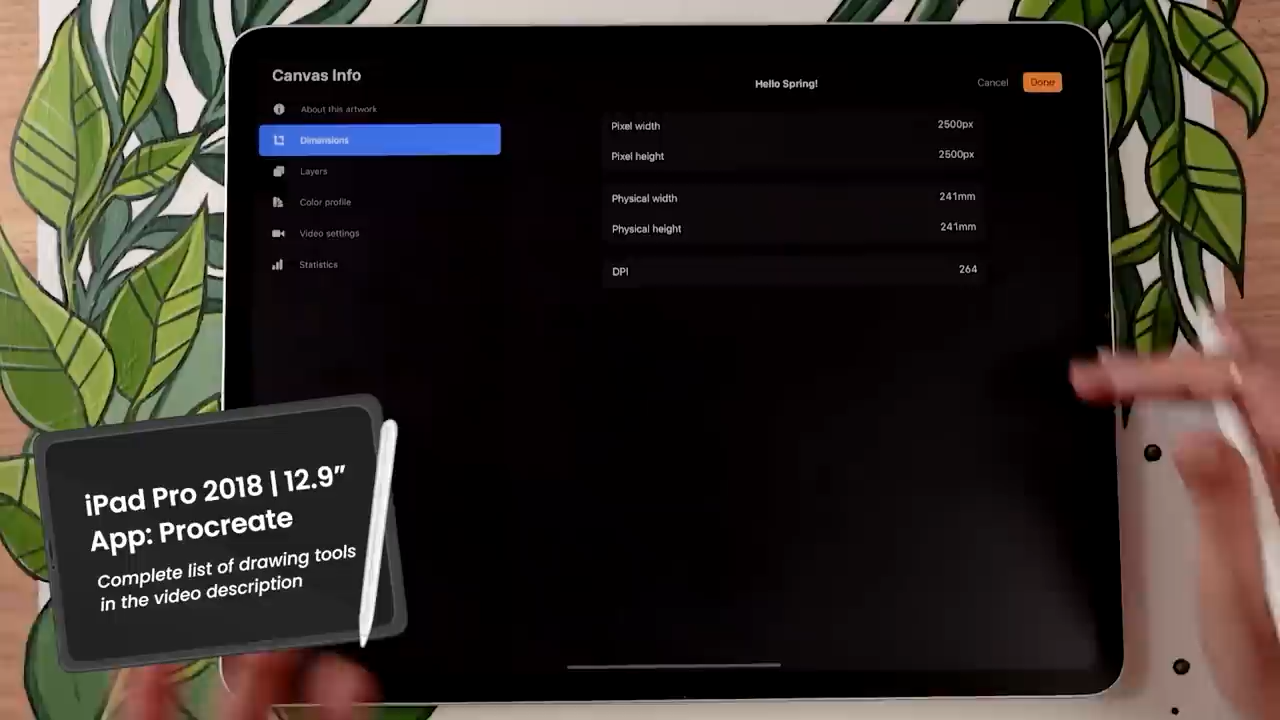 Canvas Info
Hello Spring!
Cancel
Done
About this artwork
Dimensions
Layers
Color profile
Video settings
Statistics
Pixel width 2500px
Pixel height 2500px
Physical width 241mm
Physical height 241mm
DPI 264
iPad Pro 2018 | 12.9”
App: Procreate
Complete list of drawing tools
in the video description